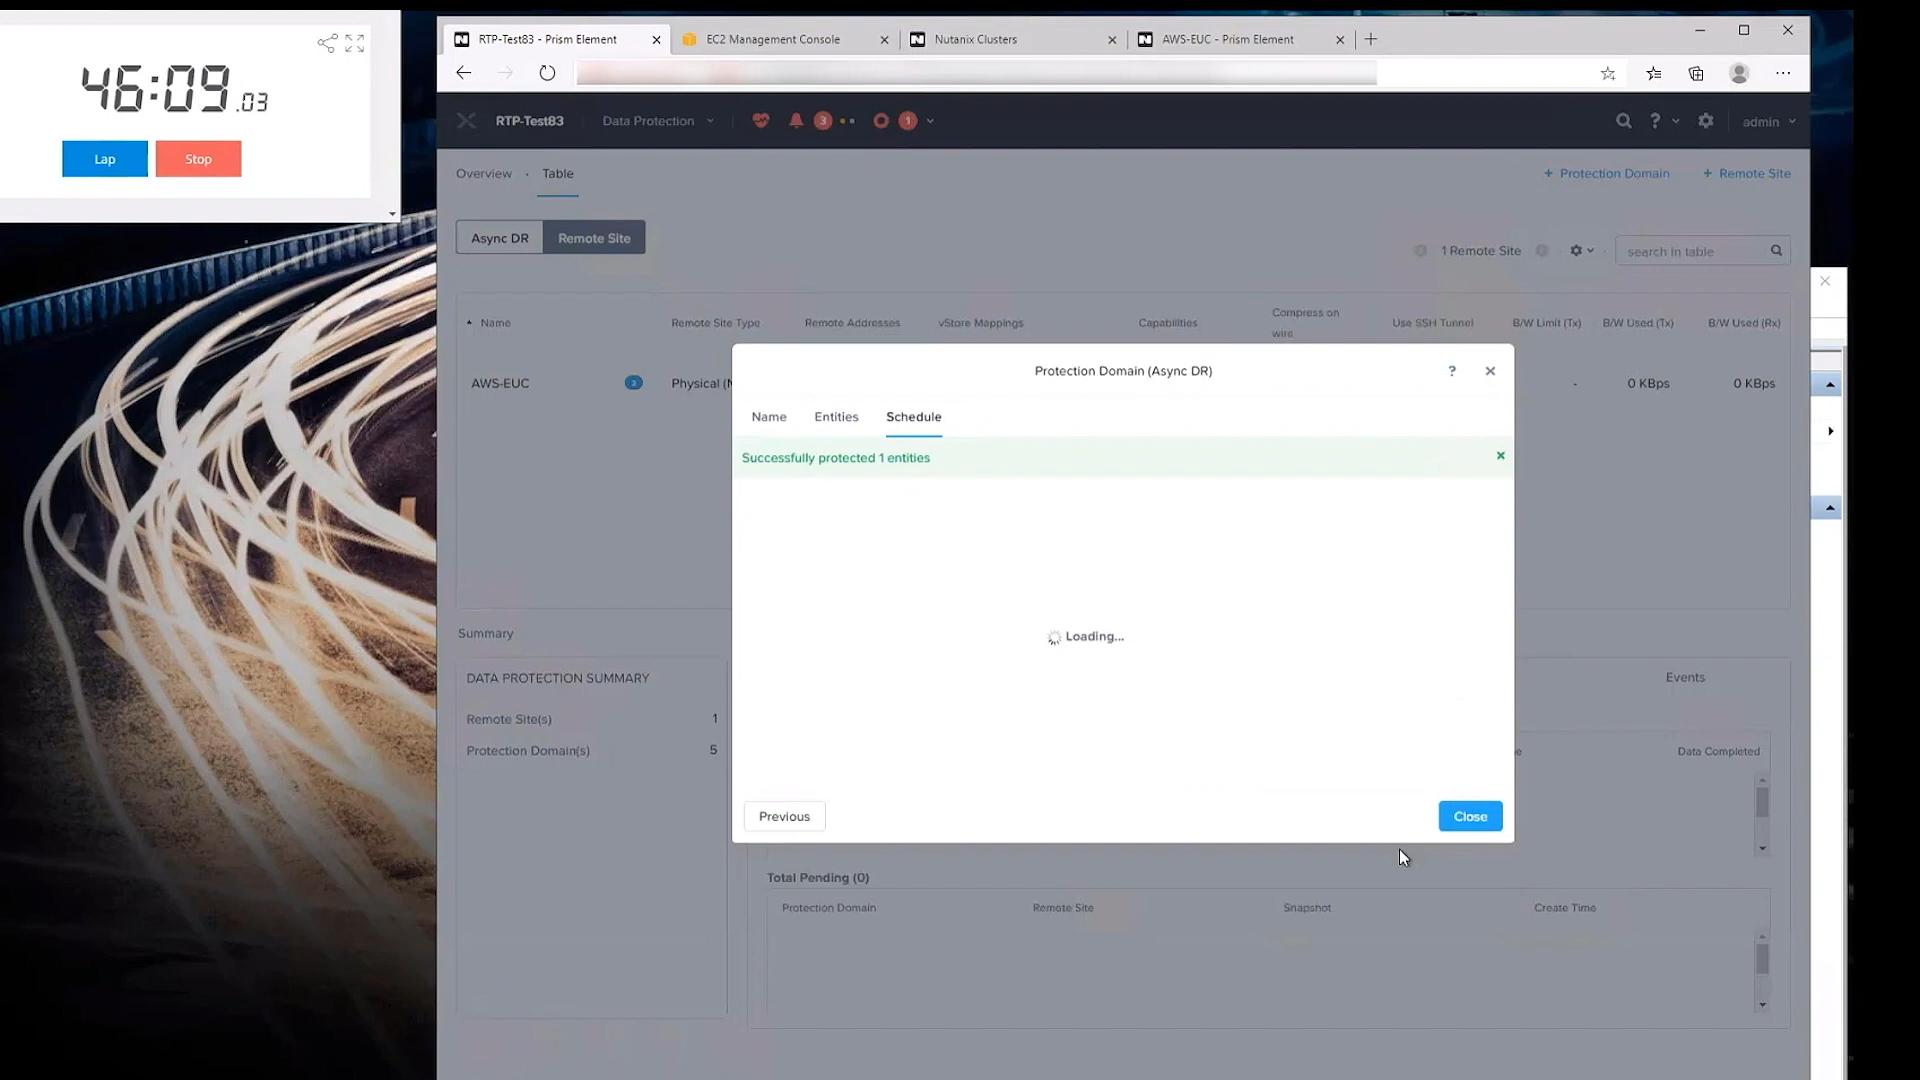 46:09.03
Lap
Stop
RTP-Test83 - Prism Element
EC2 Management Console
Nutanix Clusters
AWS-EUC - Prism Element
RTP-Test83
Data Protection
3
1
?
admin
Overview
Table
+ Protection Domain
+ Remote Site
Async DR
Remote Site
1 Remote Site
search in table
Name
Remote Site Type
Remote Addresses
vStore Mappings
Capabilities
Compress on
wire
Use SSH Tunnel
B/W Limit (Tx)
B/W Used (Tx)
B/W Used (Rx)
AWS-EUC
Physical (
-
0 KBps
0 KBps
Protection Domain (Async DR)
?
Name
Entities
Schedule
Successfully protected 1 entities
Loading...
Previous
Close
Summary
DATA PROTECTION SUMMARY
Remote Site(s)
1
Protection Domain(s)
5
Events
Data Completed
Total Pending (0)
Protection Domain
Remote Site
Snapshot
Create Time